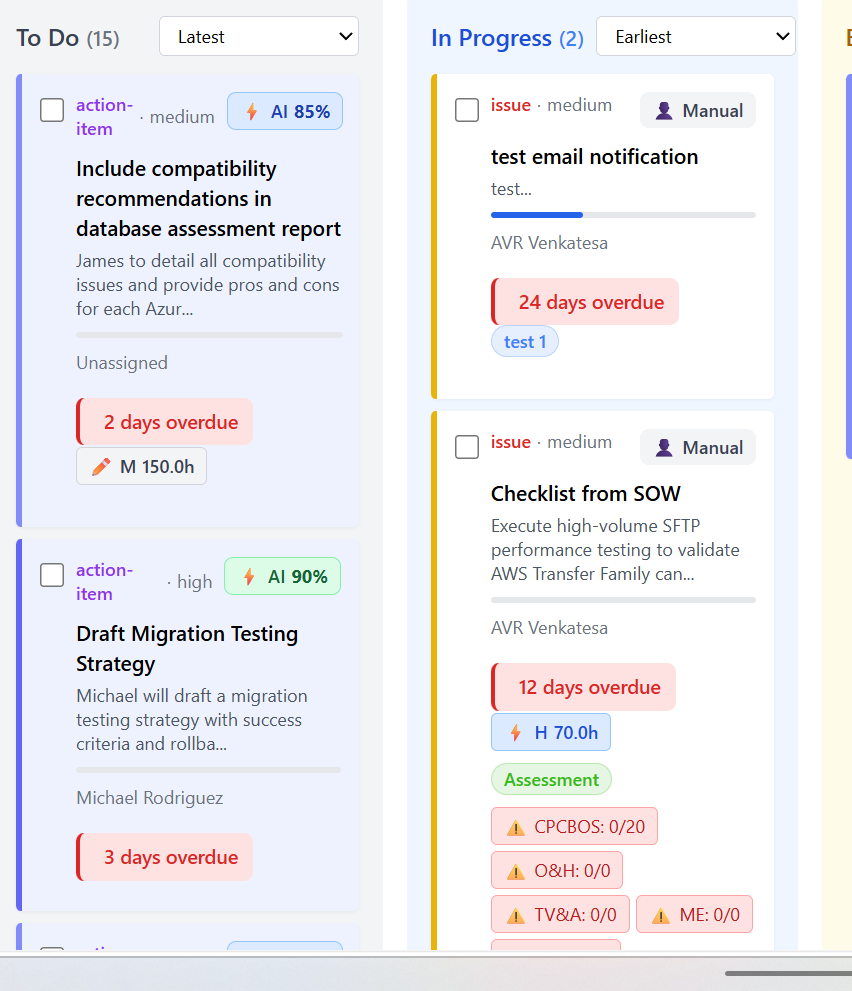 To Do (15)
Latest
action-item · medium
AI 85%
Include compatibility
recommendations in
database assessment report
James to detail all compatibility
issues and provide pros and cons
for each Azur...
Unassigned
2 days overdue
M 150.0h
action-item · high
AI 90%
Draft Migration Testing
Strategy
Michael will draft a migration
testing strategy with success
criteria and rollba...
Michael Rodriguez
3 days overdue
In Progress (2)
Earliest
issue · medium
Manual
test email notification
test...
AVR Venkatesa
24 days overdue
test 1
issue · medium
Manual
Checklist from SOW
Execute high-volume SFTP
performance testing to validate
AWS Transfer Family can...
AVR Venkatesa
12 days overdue
H 70.0h
Assessment
CPCBOS: 0/20
O&H: 0/0
TV&A: 0/0
ME: 0/0